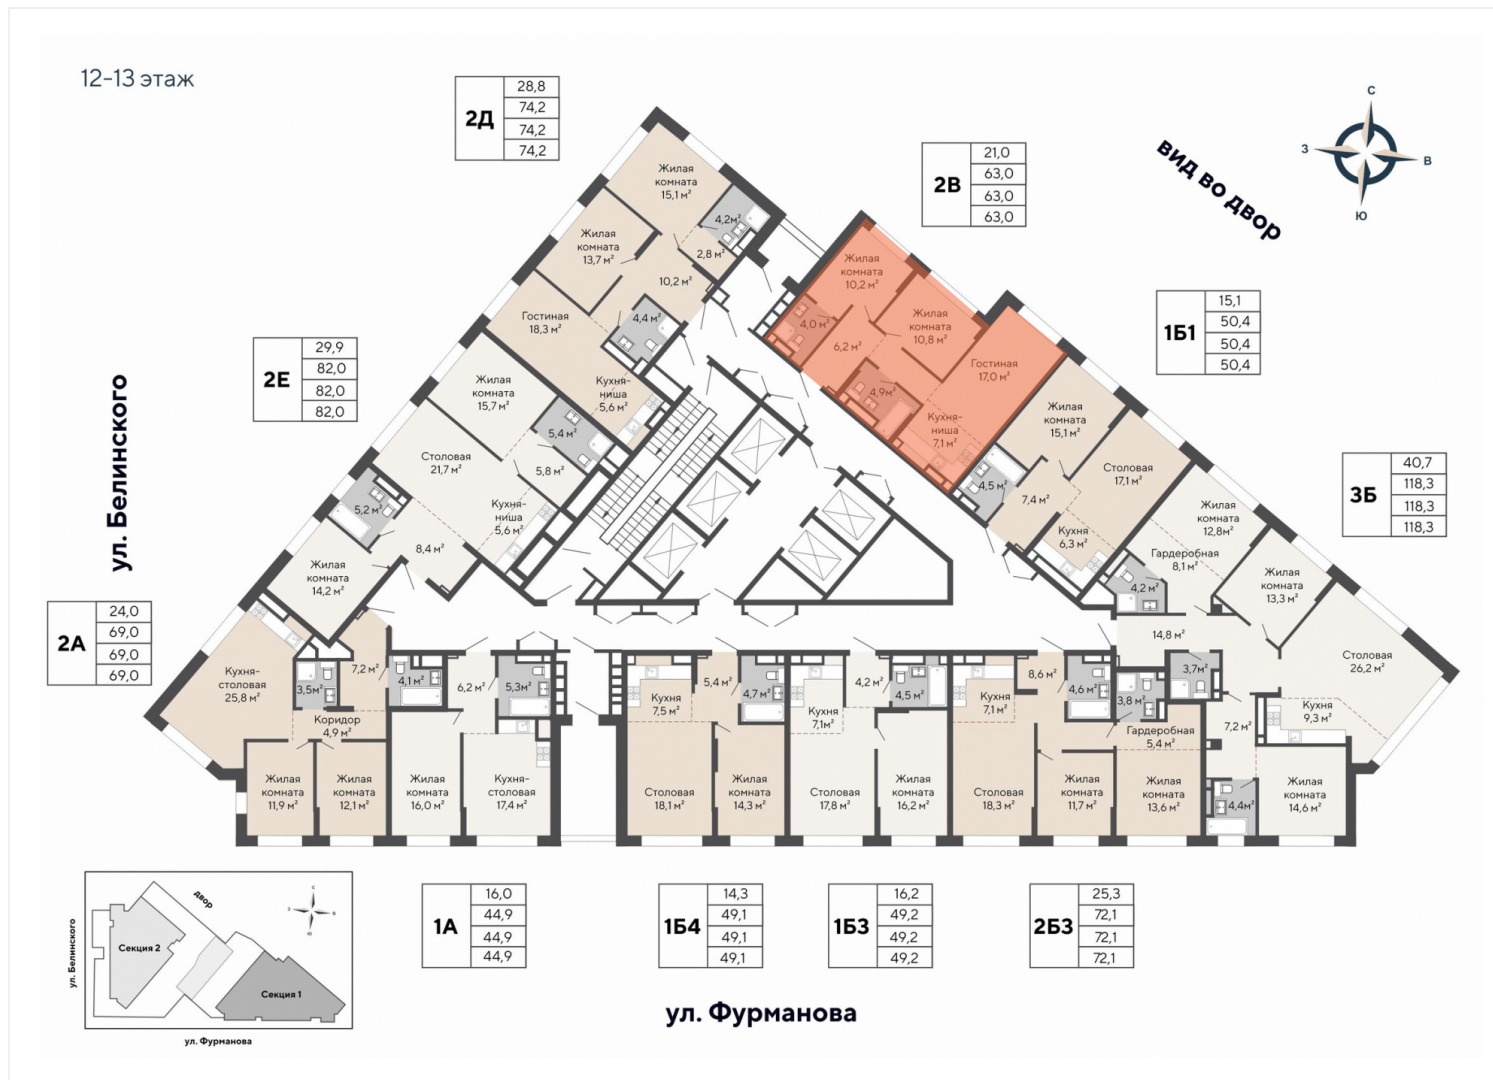 12-13 этаж
2Д
28,8
74,2
74,2
74,2
2В
21,0
63,0
63,0
63,0
С
З
В
Ю
вид во двор
1Б1
15,1
50,4
50,4
50,4
2Е
29,9
82,0
82,0
82,0
3Б
40,7
118,3
118,3
118,3
2А
24,0
69,0
69,0
69,0
ул. Белинского
Жилая
комната
15,1 м²
4,2м²
2,8 м²
Жилая
комната
13,7 м²
10,2 м²
Гостиная
18,3 м²
4,4 м²
Кухня-
ниша
5,6 м²
Жилая
комната
10,2 м²
4,0 м²
6,2 м²
Жилая
комната
10,8 м²
Гостиная
17,0 м²
4,9м²
Кухня-
ниша
7,1 м²
Жилая
комната
15,7 м²
5,4 м²
5,8 м²
Столовая
21,7 м²
Кухня-
ниша
5,6 м²
5,2 м²
8,4 м²
Жилая
комната
14,2 м²
Жилая
комната
15,1 м²
4,5 м²
7,4 м²
Столовая
17,1 м²
Кухня
6,3 м²
Жилая
комната
12,8м²
Гардеробная
8,1 м²
4,2 м²
Жилая
комната
13,3 м²
14,8 м²
Столовая
26,2 м²
3,7м²
7,2 м²
Кухня
9,3 м²
4,4м²
Жилая
комната
14,6 м²
Кухня-
столовая
25,8 м²
3,5м²
7,2 м²
Коридор
4,9 м²
Жилая
комната
11,9 м²
Жилая
комната
12,1 м²
4,1 м²
6,2 м²
5,3м²
Жилая
комната
16,0 м²
Кухня-
столовая
17,4 м²
Кухня
7,5 м²
5,4 м²
4,7 м²
Столовая
18,1 м²
Жилая
комната
14,3 м²
Кухня
7,1м²
4,2 м²
4,5 м²
Столовая
17,8 м²
Жилая
комната
16,2 м²
Кухня
7,1 м²
8,6 м²
4,6 м²
3,8 м²
Гардеробная
5,4 м²
Столовая
18,3 м²
Жилая
комната
11,7 м²
Жилая
комната
13,6 м²
1А
16,0
44,9
44,9
44,9
1Б4
14,3
49,1
49,1
49,1
1Б3
16,2
49,2
49,2
49,2
2Б3
25,3
72,1
72,1
72,1
ул. Фурманова
двор
с
з
в
ю
Секция 2
Секция 1
ул. Белинского
ул. Фурманова